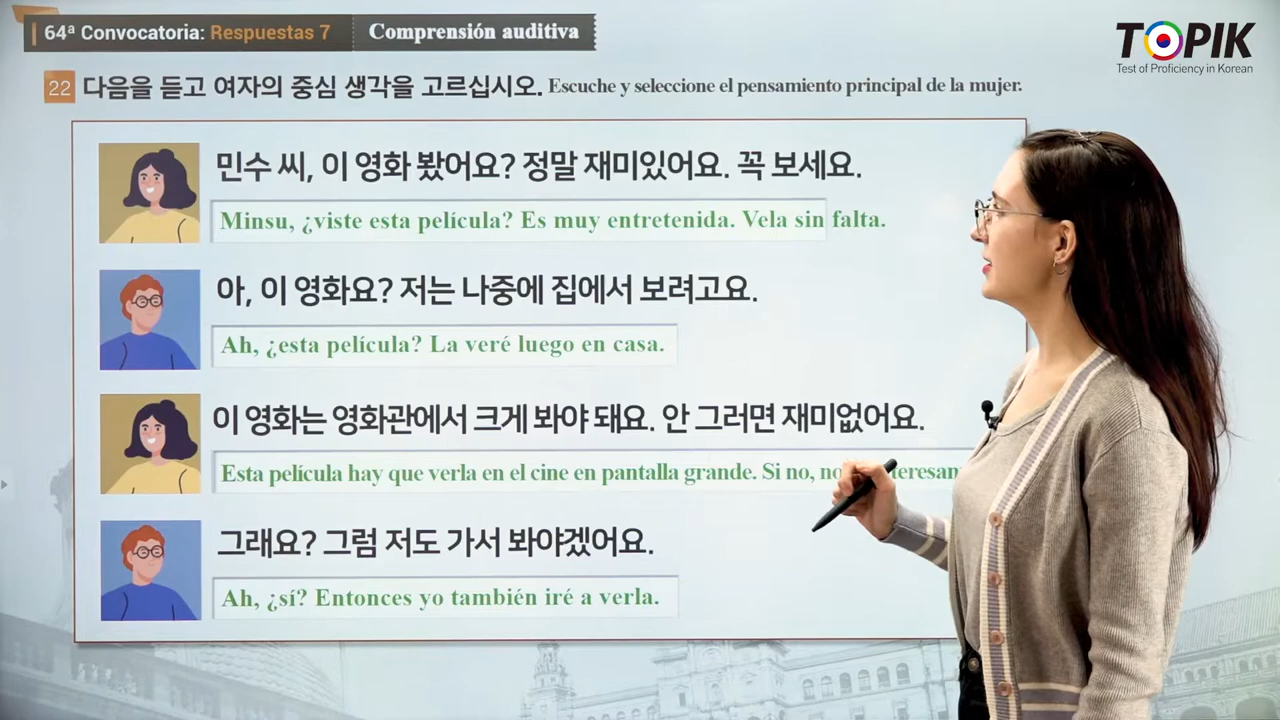 64ª Convocatoria: Respuestas 7 Comprensión auditiva
TOPIK
Test of Proficiency in Korean
22 다음을 듣고 여자의 중심 생각을 고르십시오. Escuche y seleccione el pensamiento principal de la mujer.
민수 씨, 이 영화 봤어요? 정말 재미있어요. 꼭 보세요.
Minsu, ¿viste esta película? Es muy entretenida. Vela sin falta.
아, 이 영화요? 저는 나중에 집에서 보려고요.
Ah, ¿esta película? La veré luego en casa.
이 영화는 영화관에서 크게 봐야 돼요. 안 그러면 재미없어요.
Esta película hay que verla en el cine en pantalla grande. Si no,
그래요? 그럼 저도 가서 봐야겠어요.
Ah, ¿sí? Entonces yo también iré a verla.